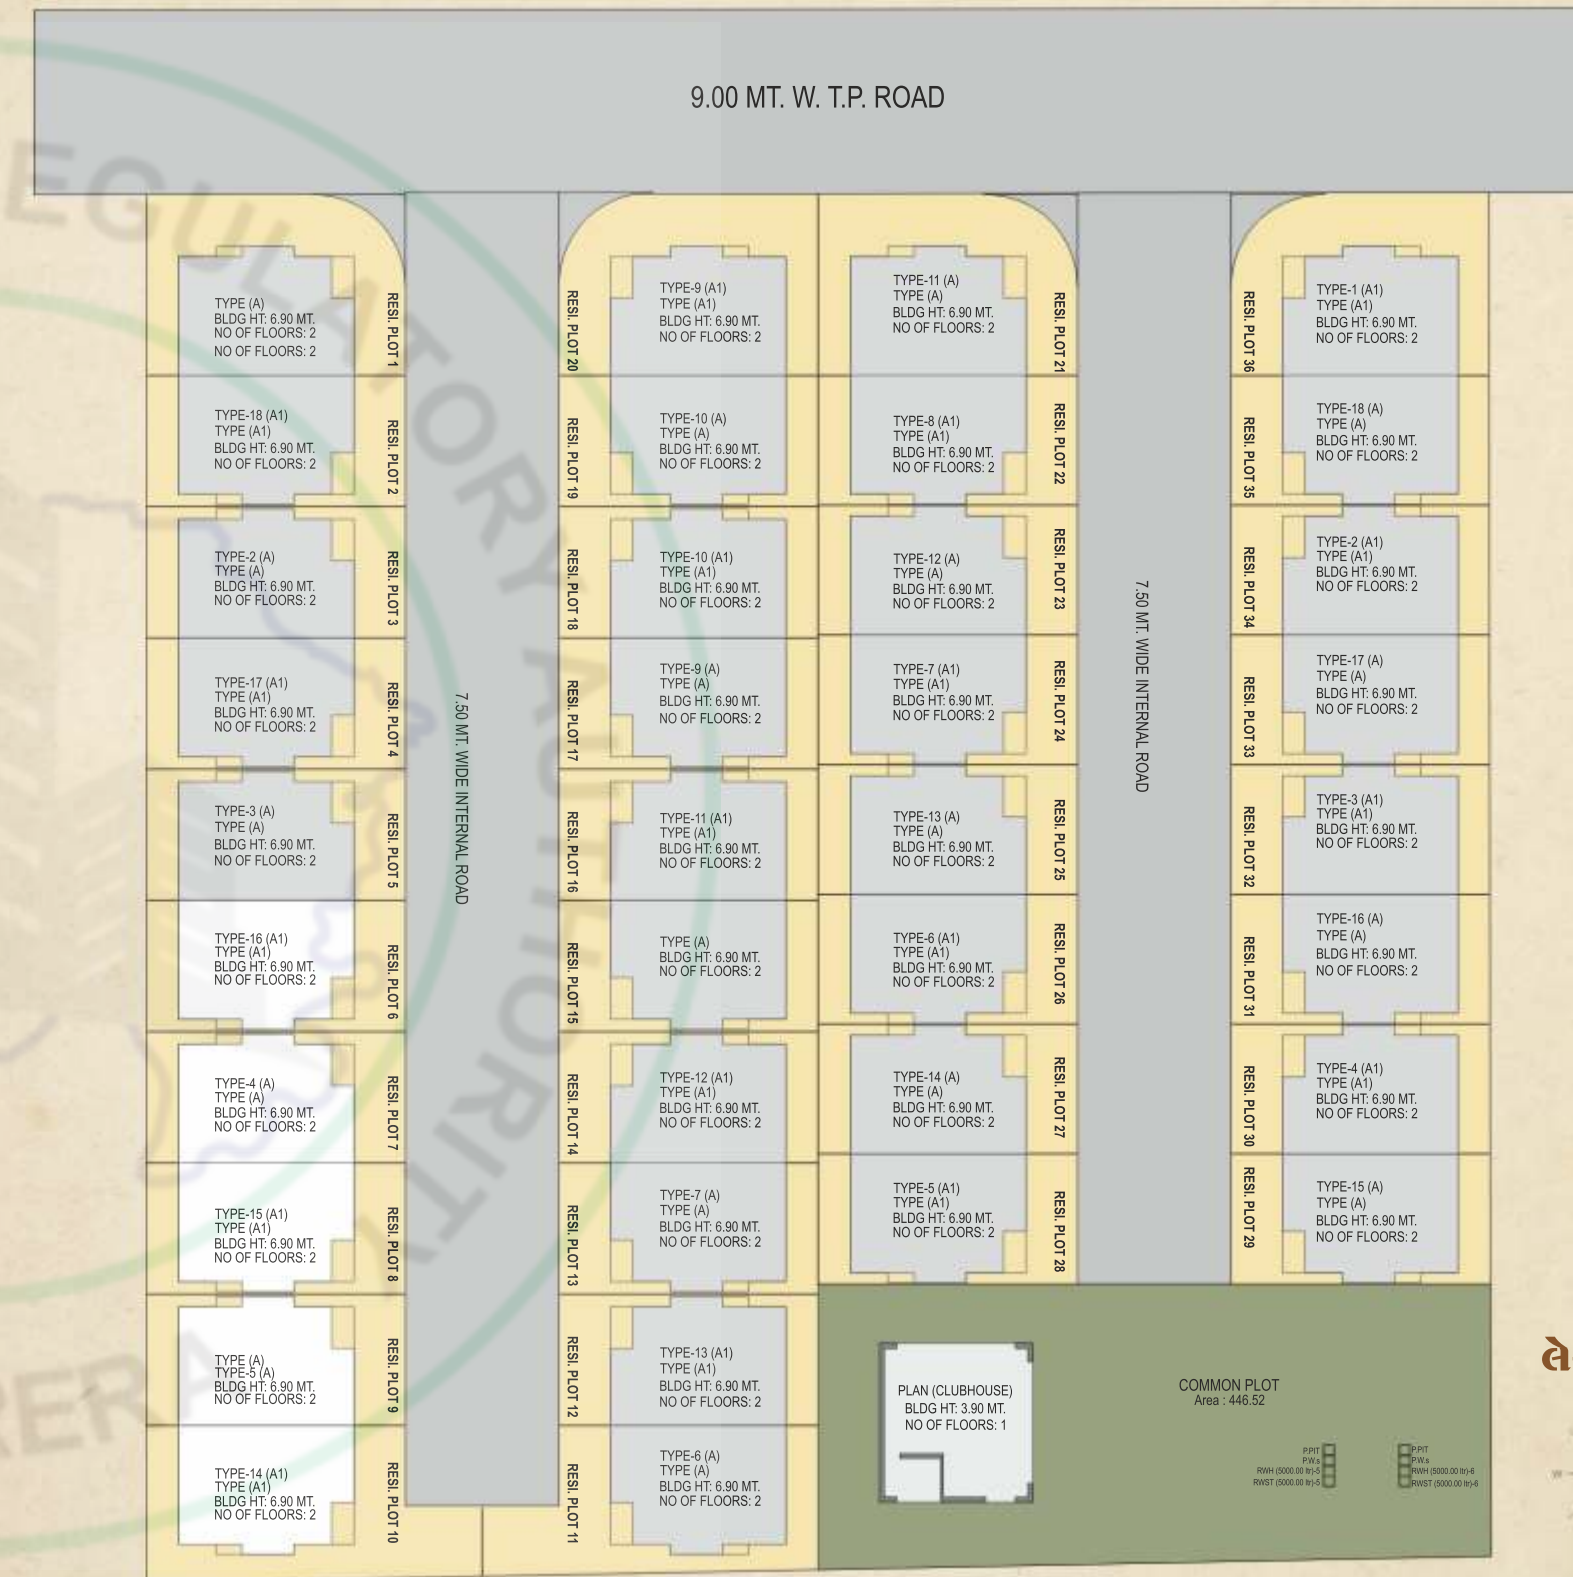 9.00 MT. W. T.P. ROAD
TYPE (A)
BLDG HT: 6.90 MT.
NO OF FLOORS: 2
NO OF FLOORS: 2
RESI. PLOT 1
TYPE-18 (A1)
TYPE (A1)
BLDG HT: 6.90 MT.
NO OF FLOORS: 2
RESI. PLOT 2
TYPE-2 (A)
TYPE (A)
BLDG HT: 6.90 MT.
NO OF FLOORS: 2
RESI. PLOT 3
TYPE-17 (A1)
TYPE (A1)
BLDG HT: 6.90 MT.
NO OF FLOORS: 2
RESI. PLOT 4
TYPE-3 (A)
TYPE (A)
BLDG HT: 6.90 MT.
NO OF FLOORS: 2
RESI. PLOT 5
TYPE-16 (A1)
TYPE (A1)
BLDG HT: 6.90 MT.
NO OF FLOORS: 2
RESI. PLOT 6
TYPE-4 (A)
TYPE (A)
BLDG HT: 6.90 MT.
NO OF FLOORS: 2
RESI. PLOT 7
TYPE-15 (A1)
TYPE (A1)
BLDG HT: 6.90 MT.
NO OF FLOORS: 2
RESI. PLOT 8
TYPE (A)
TYPE-5 (A)
BLDG HT: 6.90 MT.
NO OF FLOORS: 2
RESI. PLOT 9
TYPE-14 (A1)
TYPE (A1)
BLDG HT: 6.90 MT.
NO OF FLOORS: 2
RESI. PLOT 10
7.50 MT. WIDE INTERNAL ROAD
RESI. PLOT 20
TYPE-9 (A1)
TYPE (A1)
BLDG HT: 6.90 MT.
NO OF FLOORS: 2
RESI. PLOT 19
TYPE-10 (A)
TYPE (A)
BLDG HT: 6.90 MT.
NO OF FLOORS: 2
RESI. PLOT 18
TYPE-10 (A1)
TYPE (A1)
BLDG HT: 6.90 MT.
NO OF FLOORS: 2
RESI. PLOT 17
TYPE-9 (A)
TYPE (A)
BLDG HT: 6.90 MT.
NO OF FLOORS: 2
RESI. PLOT 16
TYPE-11 (A1)
TYPE (A1)
BLDG HT: 6.90 MT.
NO OF FLOORS: 2
RESI. PLOT 15
TYPE (A)
BLDG HT: 6.90 MT.
NO OF FLOORS: 2
RESI. PLOT 14
TYPE-12 (A1)
TYPE (A1)
BLDG HT: 6.90 MT.
NO OF FLOORS: 2
RESI. PLOT 13
TYPE-7 (A)
TYPE (A)
BLDG HT: 6.90 MT.
NO OF FLOORS: 2
RESI. PLOT 12
TYPE-13 (A1)
TYPE (A1)
BLDG HT: 6.90 MT.
NO OF FLOORS: 2
RESI. PLOT 11
TYPE-6 (A)
TYPE (A)
BLDG HT: 6.90 MT.
NO OF FLOORS: 2
TYPE-11 (A)
TYPE (A)
BLDG HT: 6.90 MT.
NO OF FLOORS: 2
RESI. PLOT 21
TYPE-8 (A1)
TYPE (A1)
BLDG HT: 6.90 MT.
NO OF FLOORS: 2
RESI. PLOT 22
TYPE-12 (A)
TYPE (A)
BLDG HT: 6.90 MT.
NO OF FLOORS: 2
RESI. PLOT 23
TYPE-7 (A1)
TYPE (A1)
BLDG HT: 6.90 MT.
NO OF FLOORS: 2
RESI. PLOT 24
TYPE-13 (A)
TYPE (A)
BLDG HT: 6.90 MT.
NO OF FLOORS: 2
RESI. PLOT 25
TYPE-6 (A1)
TYPE (A1)
BLDG HT: 6.90 MT.
NO OF FLOORS: 2
RESI. PLOT 26
TYPE-14 (A)
TYPE (A)
BLDG HT: 6.90 MT.
NO OF FLOORS: 2
RESI. PLOT 27
TYPE-5 (A1)
TYPE (A1)
BLDG HT: 6.90 MT.
NO OF FLOORS: 2
RESI. PLOT 28
7.50 MT. WIDE INTERNAL ROAD
RESI. PLOT 36
TYPE-1 (A1)
TYPE (A1)
BLDG HT: 6.90 MT.
NO OF FLOORS: 2
RESI. PLOT 35
TYPE-18 (A)
TYPE (A)
BLDG HT: 6.90 MT.
NO OF FLOORS: 2
RESI. PLOT 34
TYPE-2 (A1)
TYPE (A1)
BLDG HT: 6.90 MT.
NO OF FLOORS: 2
RESI. PLOT 33
TYPE-17 (A)
TYPE (A)
BLDG HT: 6.90 MT.
NO OF FLOORS: 2
RESI. PLOT 32
TYPE-3 (A1)
TYPE (A1)
BLDG HT: 6.90 MT.
NO OF FLOORS: 2
RESI. PLOT 31
TYPE-16 (A)
TYPE (A)
BLDG HT: 6.90 MT.
NO OF FLOORS: 2
RESI. PLOT 30
TYPE-4 (A1)
TYPE (A1)
BLDG HT: 6.90 MT.
NO OF FLOORS: 2
RESI. PLOT 29
TYPE-15 (A)
TYPE (A)
BLDG HT: 6.90 MT.
NO OF FLOORS: 2
PLAN (CLUBHOUSE)
BLDG HT: 3.90 MT.
NO OF FLOORS: 1
COMMON PLOT
Area : 446.52
P.PIT
P.W.s
RWH (5000.00 ltr)-5
RWST (5000.00 ltr)-5
P.PIT
P.W.s
RWH (5000.00 ltr)-6
RWST (5000.00 ltr)-6
EGULATORY AUTHORITY
RERA
W